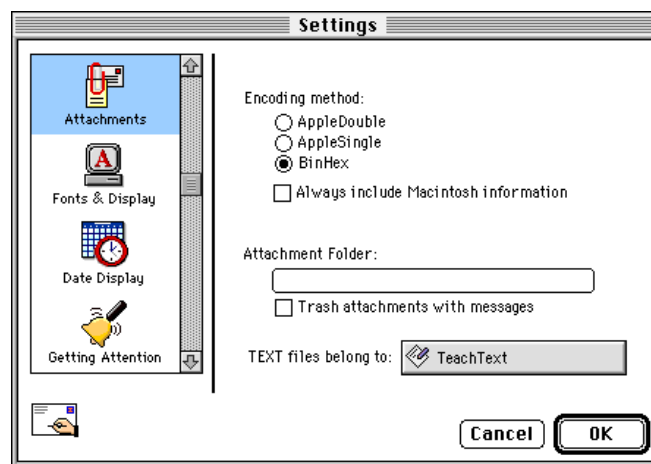 Settings
Attachments
Fonts & Display
Date Display
Getting Attention
Encoding method:
AppleDouble
AppleSingle
BinHex
Always include Macintosh information
Attachment Folder:
Trash attachments with messages
TEXT files belong to: TeachText
Cancel OK